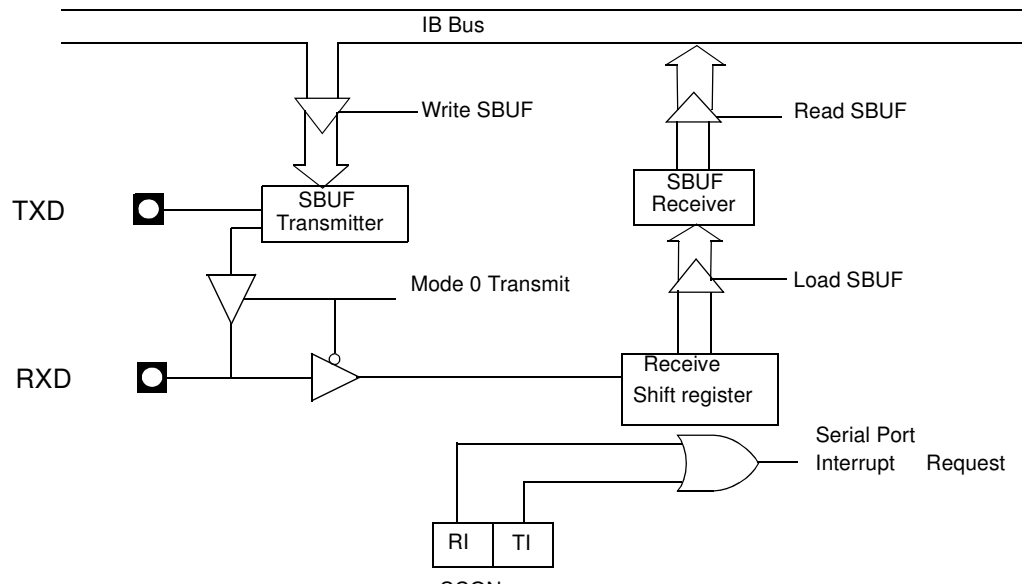 IB Bus
Write SBUF
Read SBUF
SBUF
Transmitter
SBUF
Receiver
TXD
Mode 0 Transmit
Load SBUF
RXD
Receive
Shift register
Serial Port
Interrupt Request
RI
TI